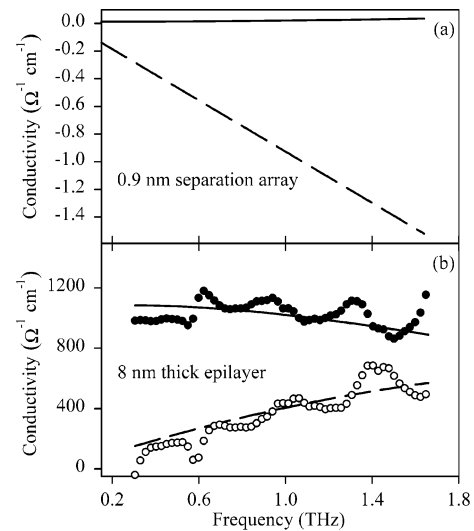 0.0
(a)
-0.2
-0.4
-0.6
-0.8
-1.0
-1.2
-1.4
Conductivity (Ω⁻¹ cm⁻¹)
0.9 nm separation array
(b)
1200
800
400
0
Conductivity (Ω⁻¹ cm⁻¹)
8 nm thick epilayer
0.2 0.6 1.0 1.4 1.8
Frequency (THz)